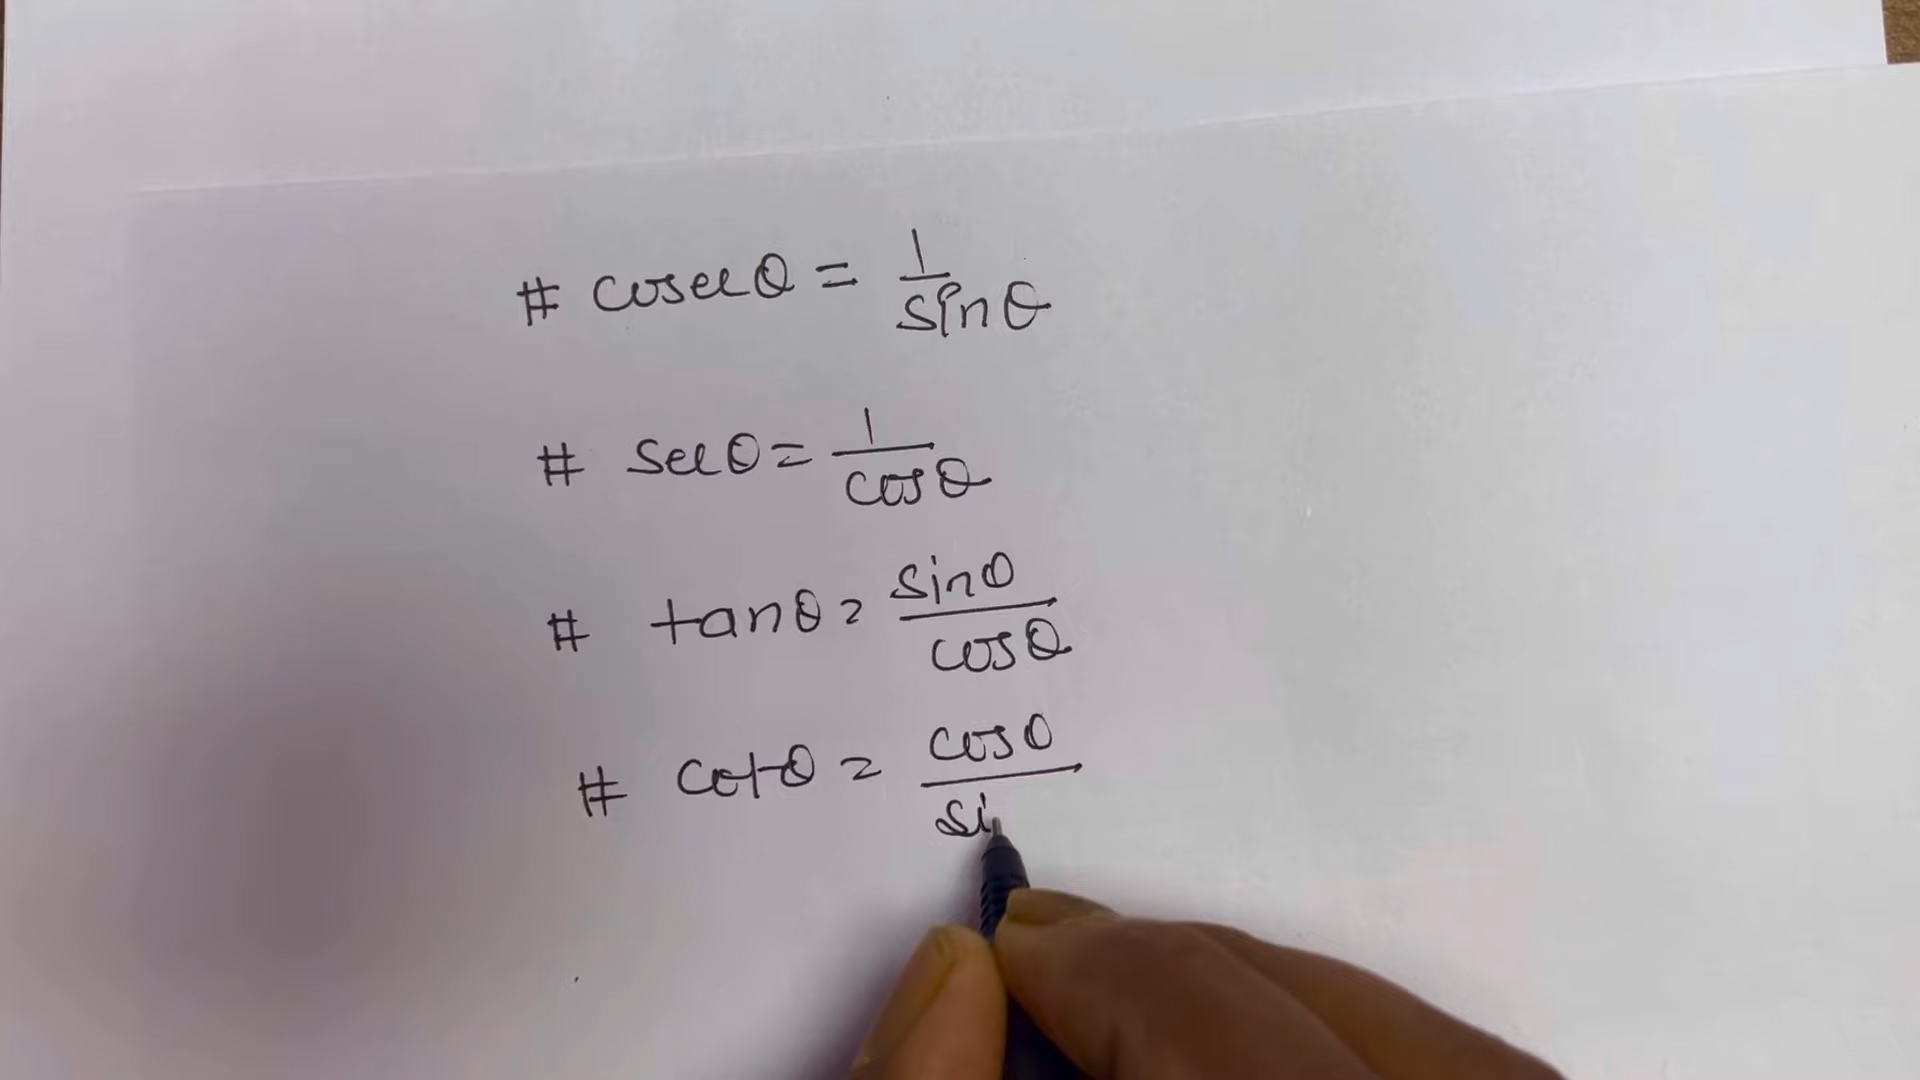 # cosecθ = 1/sinθ
# secθ = 1/cosθ
# tanθ = sinθ/cosθ
# cotθ = cosθ/si